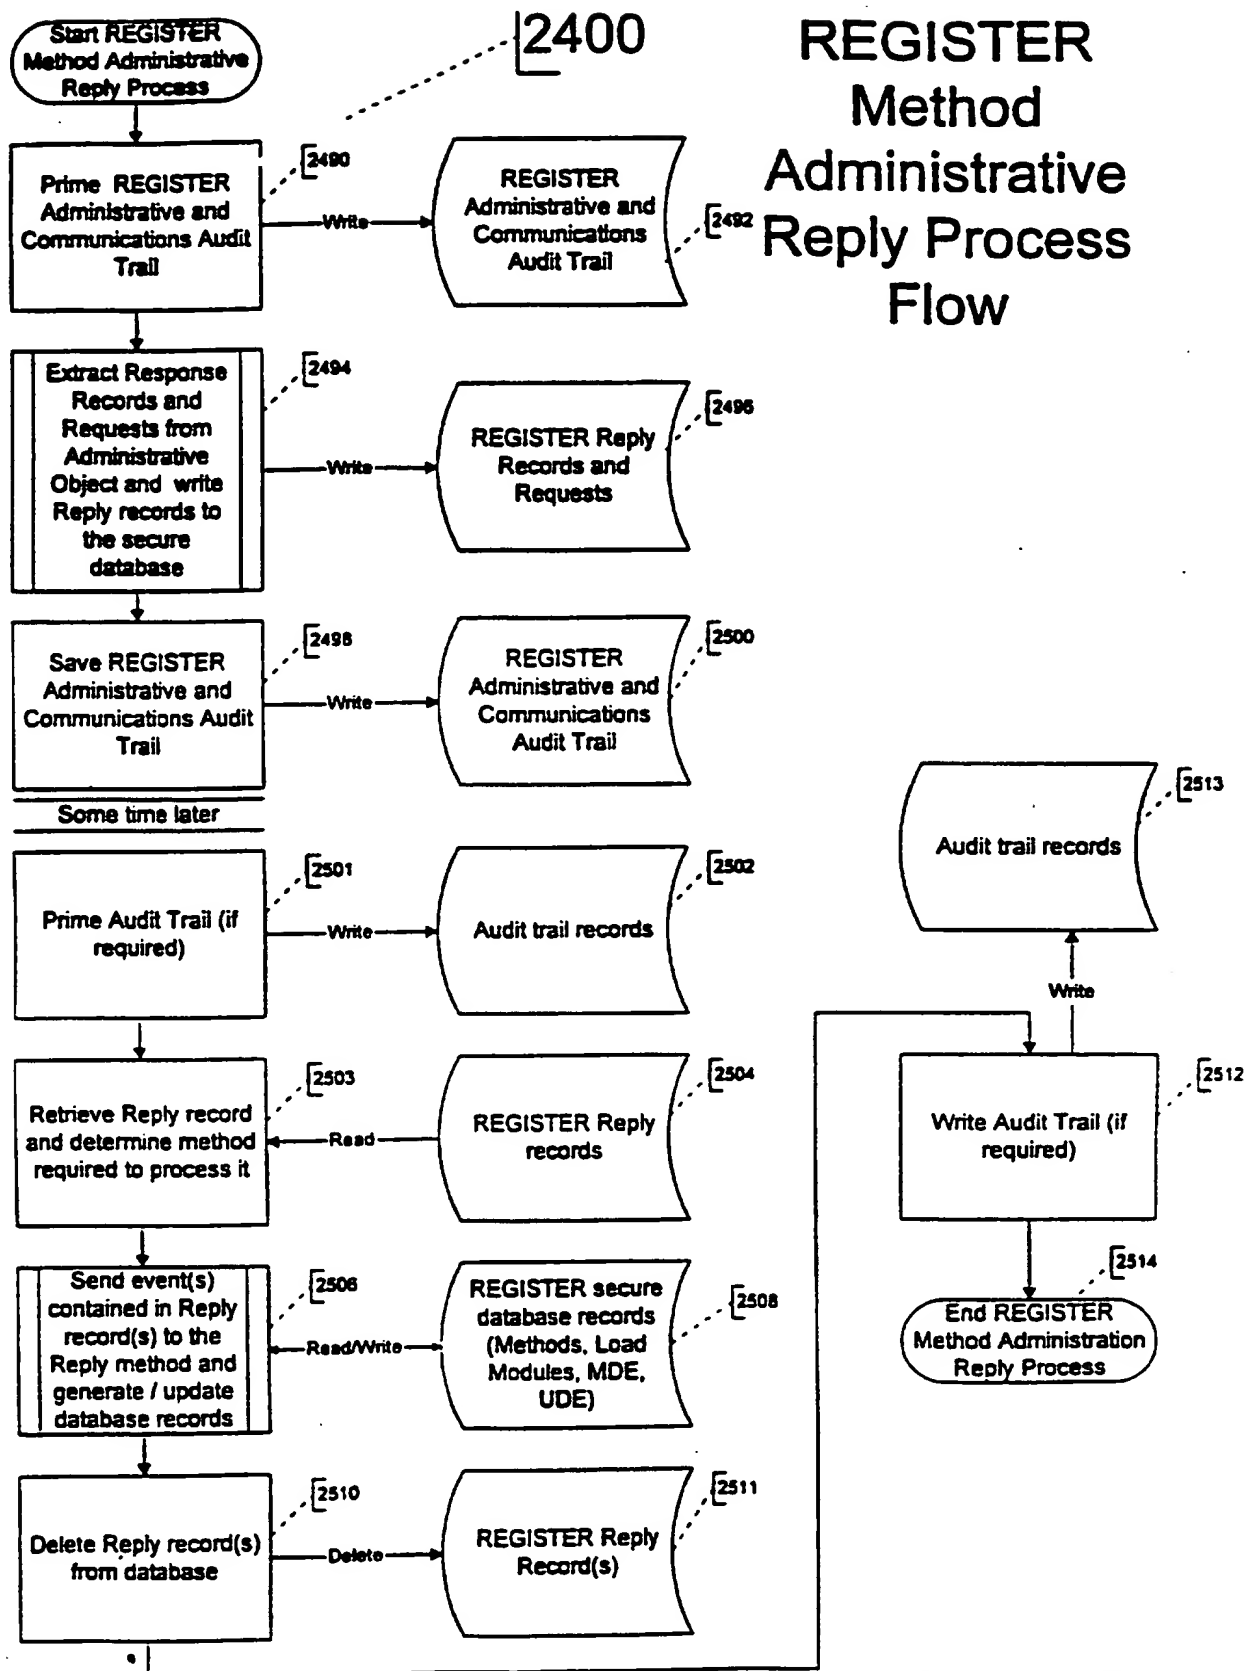 Start REGISTER
Method Administrative
Reply Process
2400
REGISTER
Method
Administrative
Reply Process
Flow
Prime REGISTER
Administrative and
Communications Audit
Trail
2490
Write
REGISTER
Administrative and
Communications
Audit Trail
2492
Extract Response
Records and
Requests from
Administrative
Object and write
Reply records to
the secure
database
2494
Write
REGISTER Reply
Records and
Requests
2496
Save REGISTER
Administrative and
Communications Audit
Trail
2498
Write
REGISTER
Administrative and
Communications
Audit Trail
2500
Some time later
Prime Audit Trail (if
required)
2501
Write
Audit trail records
2502
Retrieve Reply record
and determine method
required to process it
2503
Read
REGISTER Reply
records
2504
Send event(s)
contained in Reply
record(s) to the
Reply method and
generate / update
database records
2506
Read/Write
REGISTER secure
database records
(Methods, Load
Modules, MDE,
UDE)
2508
Delete Reply record(s)
from database
2510
Delete
REGISTER Reply
Record(s)
2511
Audit trail records
2513
Write
Write Audit Trail (if
required)
2512
End REGISTER
Method Administration
Reply Process
2514